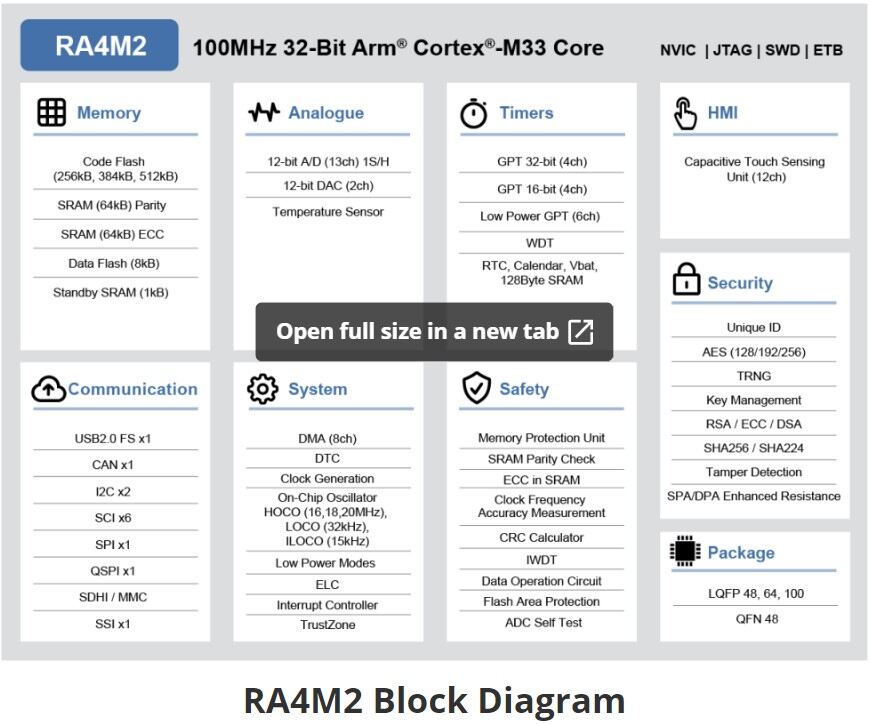 RA4M2
100MHz 32-Bit Arm® Cortex®-M33 Core
NVIC | JTAG | SWD | ETB
Memory
Code Flash
(256kB, 384kB, 512kB)
SRAM (64kB) Parity
SRAM (64kB) ECC
Data Flash (8kB)
Standby SRAM (1kB)
Analogue
12-bit A/D (13ch) 1S/H
12-bit DAC (2ch)
Temperature Sensor
Timers
GPT 32-bit (4ch)
GPT 16-bit (4ch)
Low Power GPT (6ch)
WDT
RTC, Calendar, Vbat,
128Byte SRAM
HMI
Capacitive Touch Sensing
Unit (12ch)
Open full size in a new tab
Communication
USB2.0 FS x1
CAN x1
I2C x2
SCI x6
SPI x1
QSPI x1
SDHI / MMC
SSI x1
System
DMA (8ch)
DTC
Clock Generation
On-Chip Oscillator
HOCO (16,18,20MHz),
LOCO (32kHz),
ILOCO (15kHz)
Low Power Modes
ELC
Interrupt Controller
TrustZone
Safety
Memory Protection Unit
SRAM Parity Check
ECC in SRAM
Clock Frequency
Accuracy Measurement
CRC Calculator
IWDT
Data Operation Circuit
Flash Area Protection
ADC Self Test
Security
Unique ID
AES (128/192/256)
TRNG
Key Management
RSA / ECC / DSA
SHA256 / SHA224
Tamper Detection
SPA/DPA Enhanced Resistance
Package
LQFP 48, 64, 100
QFN 48
RA4M2 Block Diagram